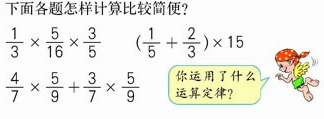 下面各题怎样计算比较简便?
1/3 × 5/16 × 3/5  (1/5 + 2/3) × 15
4/7 × 5/9 + 3/7 × 5/9
你运用了什么
运算定律?